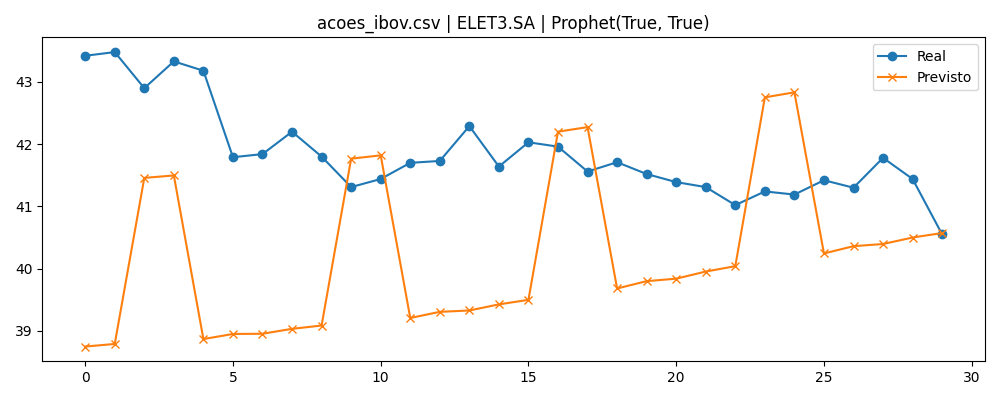 acoes_ibov.csv | ELET3.SA | Prophet(True, True)
Real
Previsto
43
42
41
40
39
0 5 10 15 20 25 30